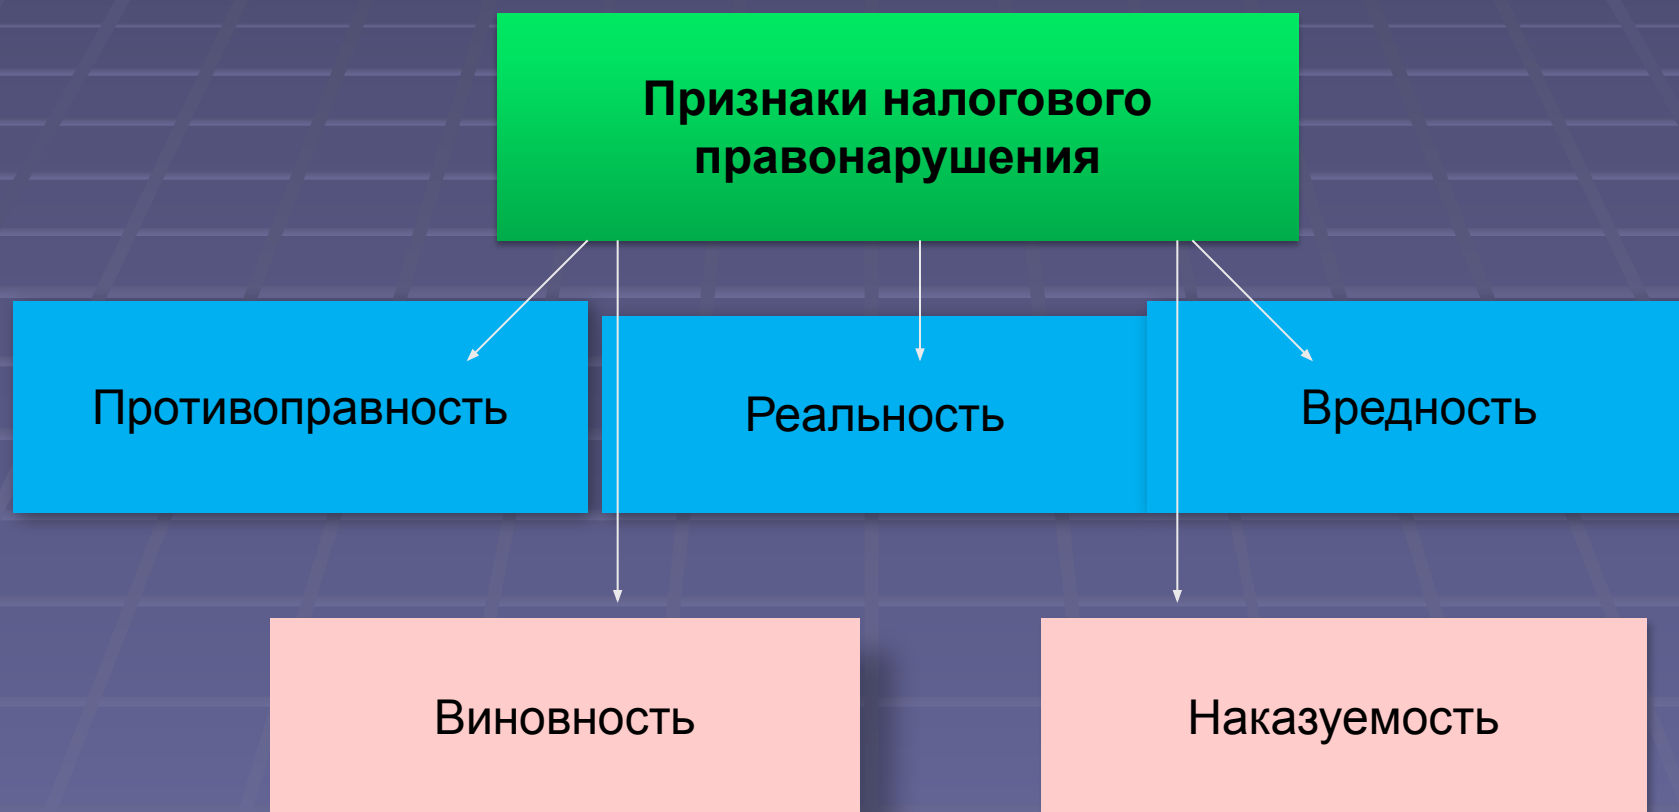 Признаки налогового
правонарушения
Противоправность
Реальность
Вредность
Виновность
Наказуемость